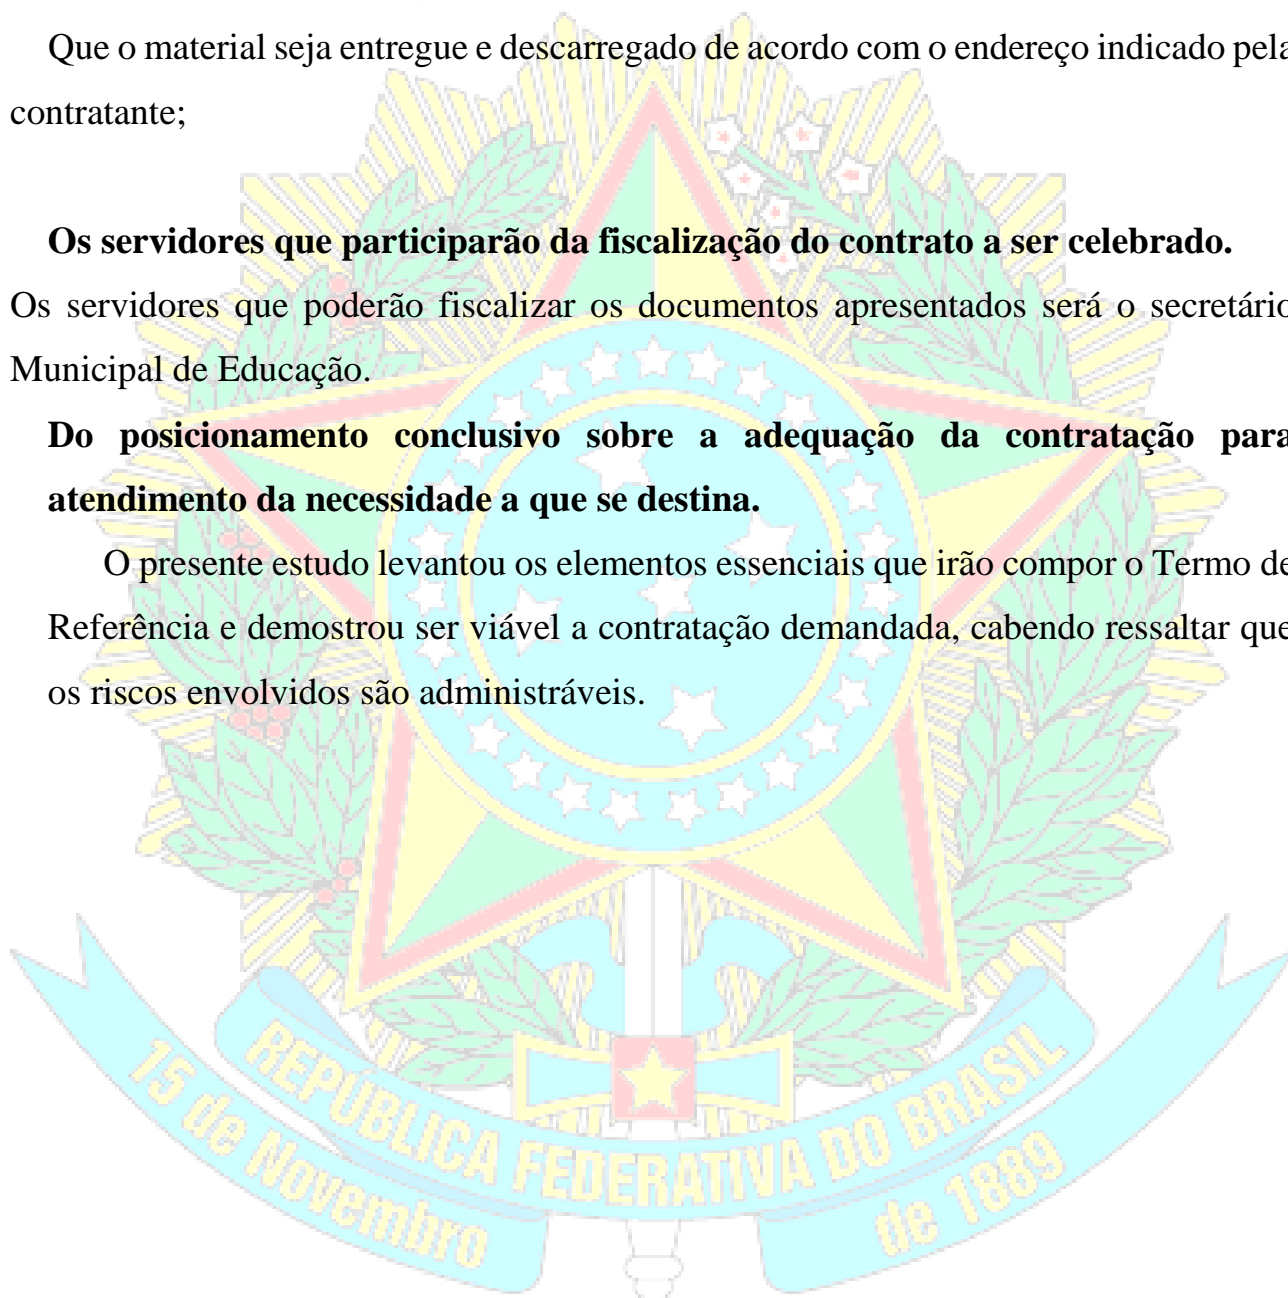 Que o material seja entregue e descarregado de acordo com o endereço indicado pela
contratante;
Os servidores que participarão da fiscalização do contrato a ser celebrado.
Os servidores que poderão fiscalizar os documentos apresentados será o secretário
Municipal de Educação.
Do posicionamento conclusivo sobre a adequação da contratação para
atendimento da necessidade a que se destina.
O presente estudo levantou os elementos essenciais que irão compor o Termo de
Referência e demostrou ser viável a contratação demandada, cabendo ressaltar que
os riscos envolvidos são administráveis.
REPÚBLICA FEDERATIVA DO BRASIL
15 de Novembro
de 1889